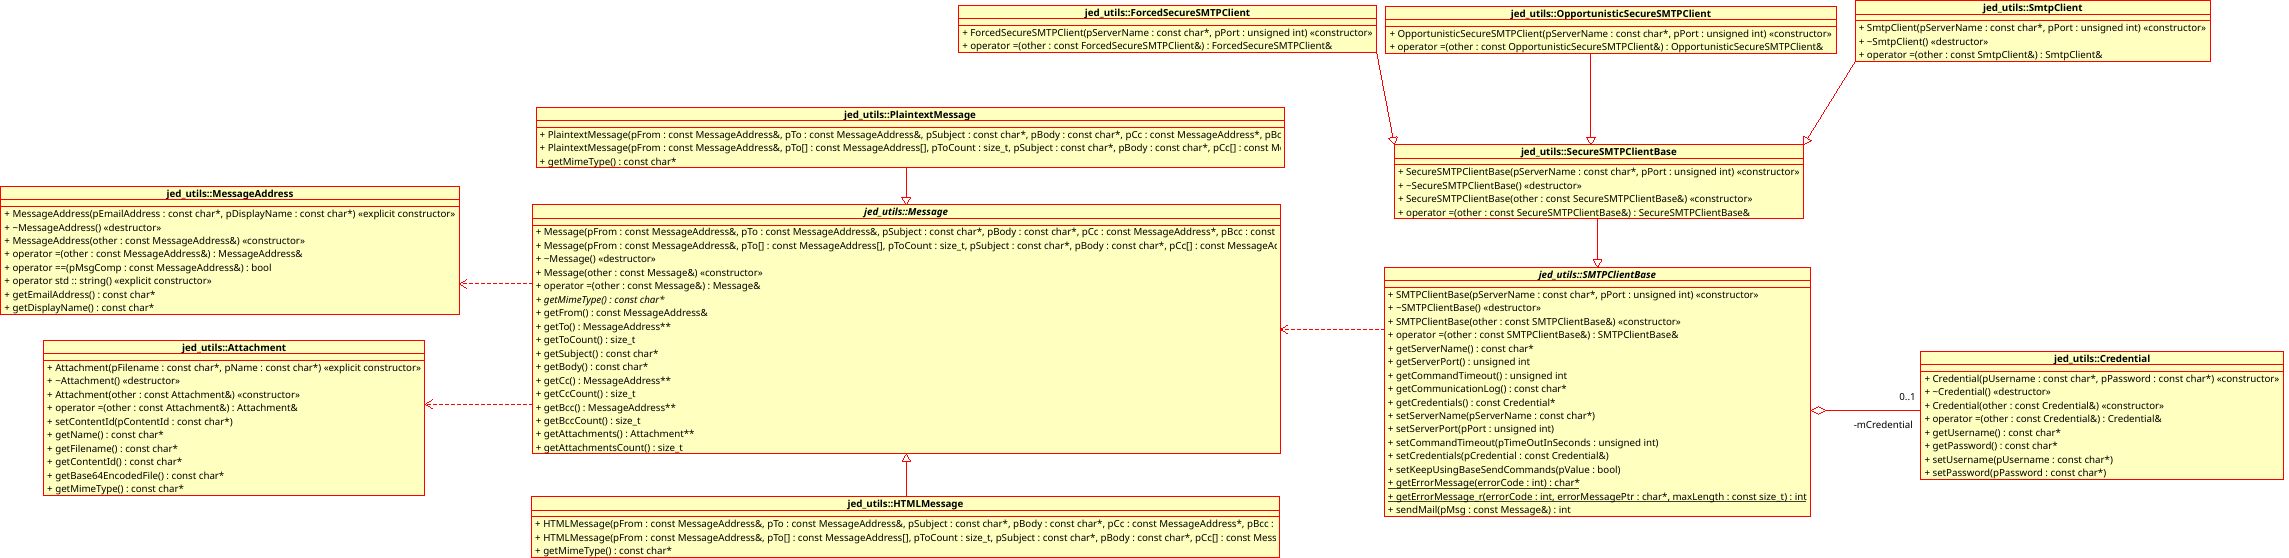 jed_utils::ForcedSecureSMTPClient
+ ForcedSecureSMTPClient(pServerName : const char*, pPort : unsigned int) «constructor»
+ operator =(other : const ForcedSecureSMTPClient&) : ForcedSecureSMTPClient&
jed_utils::OpportunisticSecureSMTPClient
+ OpportunisticSecureSMTPClient(pServerName : const char*, pPort : unsigned int) «constructor»
+ operator =(other : const OpportunisticSecureSMTPClient&) : OpportunisticSecureSMTPClient&
jed_utils::SmtpClient
+ SmtpClient(pServerName : const char*, pPort : unsigned int) «constructor»
+ ~SmtpClient() «destructor»
+ operator =(other : const SmtpClient&) : SmtpClient&
jed_utils::PlaintextMessage
+ PlaintextMessage(pFrom : const MessageAddress&, pTo : const MessageAddress&, pSubject : const char*, pBody : const char*, pCc : const MessageAddress*, pBc
+ PlaintextMessage(pFrom : const MessageAddress&, pTo[] : const MessageAddress[], pToCount : size_t, pSubject : const char*, pBody : const char*, pCc[] : const M
+ getMimeType() : const char*
jed_utils::SecureSMTPClientBase
+ SecureSMTPClientBase(pServerName : const char*, pPort : unsigned int) «constructor»
+ ~SecureSMTPClientBase() «destructor»
+ SecureSMTPClientBase(other : const SecureSMTPClientBase&) «constructor»
+ operator =(other : const SecureSMTPClientBase&) : SecureSMTPClientBase&
jed_utils::MessageAddress
+ MessageAddress(pEmailAddress : const char*, pDisplayName : const char*) «explicit constructor»
+ ~MessageAddress() «destructor»
+ MessageAddress(other : const MessageAddress&) «constructor»
+ operator =(other : const MessageAddress&) : MessageAddress&
+ operator ==(pMsgComp : const MessageAddress&) : bool
+ operator std :: string() «explicit constructor»
+ getEmailAddress() : const char*
+ getDisplayName() : const char*
jed_utils::Message
+ Message(pFrom : const MessageAddress&, pTo : const MessageAddress&, pSubject : const char*, pBody : const char*, pCc : const MessageAddress*, pBcc : const
+ Message(pFrom : const MessageAddress&, pTo[] : const MessageAddress[], pToCount : size_t, pSubject : const char*, pBody : const char*, pCc[] : const MessageAd
+ ~Message() «destructor»
+ Message(other : const Message&) «constructor»
+ operator =(other : const Message&) : Message&
+ getMimeType() : const char*
+ getFrom() : const MessageAddress&
+ getTo() : MessageAddress**
+ getToCount() : size_t
+ getSubject() : const char*
+ getBody() : const char*
+ getCc() : MessageAddress**
+ getCcCount() : size_t
+ getBcc() : MessageAddress**
+ getBccCount() : size_t
+ getAttachments() : Attachment**
+ getAttachmentsCount() : size_t
jed_utils::SMTPClientBase
+ SMTPClientBase(pServerName : const char*, pPort : unsigned int) «constructor»
+ ~SMTPClientBase() «destructor»
+ SMTPClientBase(other : const SMTPClientBase&) «constructor»
+ operator =(other : const SMTPClientBase&) : SMTPClientBase&
+ getServerName() : const char*
+ getServerPort() : unsigned int
+ getCommandTimeout() : unsigned int
+ getCommunicationLog() : const char*
+ getCredentials() : const Credential*
+ setServerName(pServerName : const char*)
+ setServerPort(pPort : unsigned int)
+ setCommandTimeout(pTimeOutInSeconds : unsigned int)
+ setCredentials(pCredential : const Credential&)
+ setKeepUsingBaseSendCommands(pValue : bool)
+ getErrorMessage(errorCode : int) : char*
+ getErrorMessage_r(errorCode : int, errorMessagePtr : char*, maxLength : const size_t) : int
+ sendMail(pMsg : const Message&) : int
jed_utils::Attachment
+ Attachment(pFilename : const char*, pName : const char*) «explicit constructor»
+ ~Attachment() «destructor»
+ Attachment(other : const Attachment&) «constructor»
+ operator =(other : const Attachment&) : Attachment&
+ setContentId(pContentId : const char*)
+ getName() : const char*
+ getFilename() : const char*
+ getContentId() : const char*
+ getBase64EncodedFile() : const char*
+ getMimeType() : const char*
0..1
-mCredential
jed_utils::Credential
+ Credential(pUsername : const char*, pPassword : const char*) «constructor»
+ ~Credential() «destructor»
+ Credential(other : const Credential&) «constructor»
+ operator =(other : const Credential&) : Credential&
+ getUsername() : const char*
+ getPassword() : const char*
+ setUsername(pUsername : const char*)
+ setPassword(pPassword : const char*)
jed_utils::HTMLMessage
+ HTMLMessage(pFrom : const MessageAddress&, pTo : const MessageAddress&, pSubject : const char*, pBody : const char*, pCc : const MessageAddress*, pBcc :
+ HTMLMessage(pFrom : const MessageAddress&, pTo[] : const MessageAddress[], pToCount : size_t, pSubject : const char*, pBody : const char*, pCc[] : const Mess
+ getMimeType() : const char*